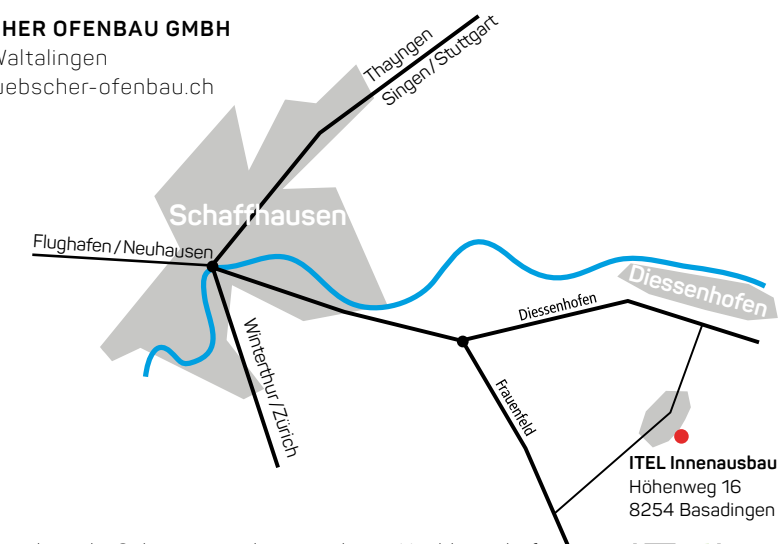 HER OFENBAU GMBH
Waltalingen
uebscher-ofenbau.ch
Thayngen
Singen/Stuttgart
Schaffhausen
Flughafen/Neuhausen
Diessenhofen
Diessenhofen
Winterthur/Zürich
Frauenfeld
ITEL Innenausbau
Höhenweg 16
8254 Basadingen